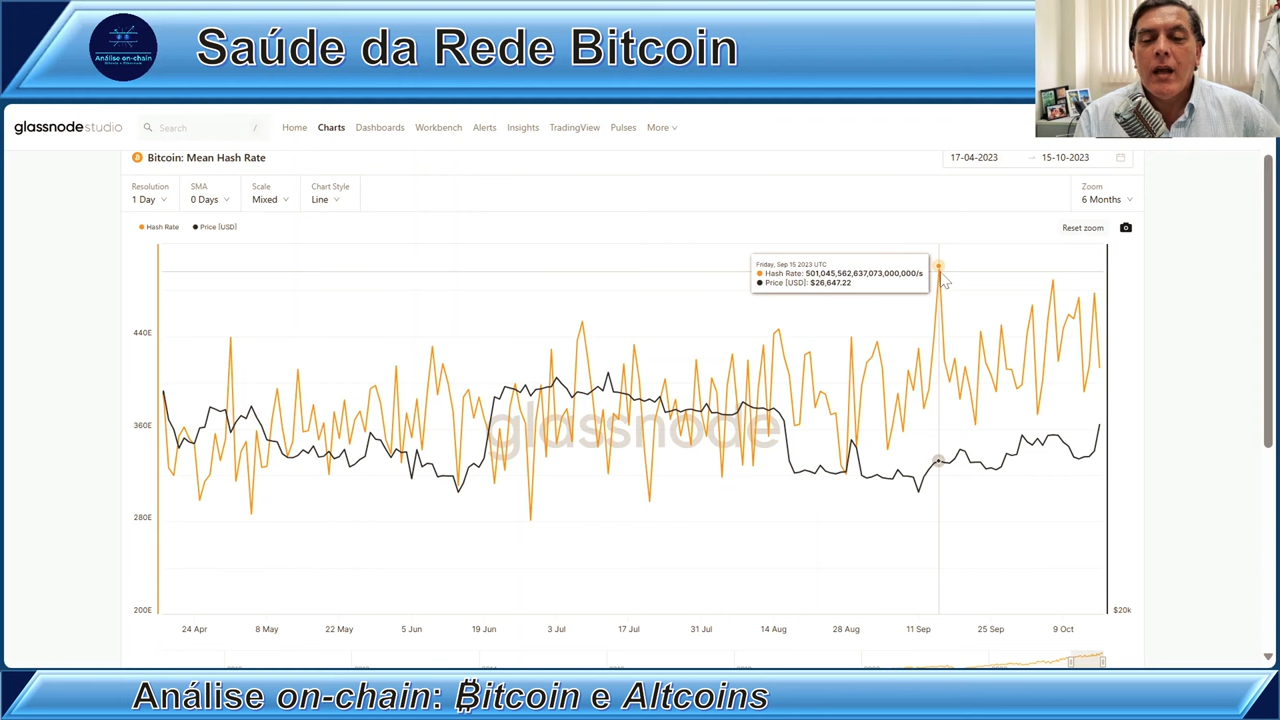 Saúde da Rede Bitcoin
Análise on-chain
glassnodestudio
Search
/
Home
Charts
Dashboards
Workbench
Alerts
Insights
TradingView
Pulses
More
Bitcoin: Mean Hash Rate
17-04-2023 → 15-10-2023
Resolution
1 Day
SMA
0 Days
Scale
Mixed
Chart Style
Line
Zoom
6 Months
Hash Rate
Price [USD]
Reset zoom
Friday, Sep 15 2023 UTC
Hash Rate: 501,045,562,637,073,000,000/s
Price [USD]: $26,647.22
440E
360E
280E
200E
glassnode
$20k
24 Apr
8 May
22 May
5 Jun
19 Jun
3 Jul
17 Jul
31 Jul
14 Aug
28 Aug
11 Sep
25 Sep
9 Oct
Análise on-chain: ₿itcoin e Altcoins